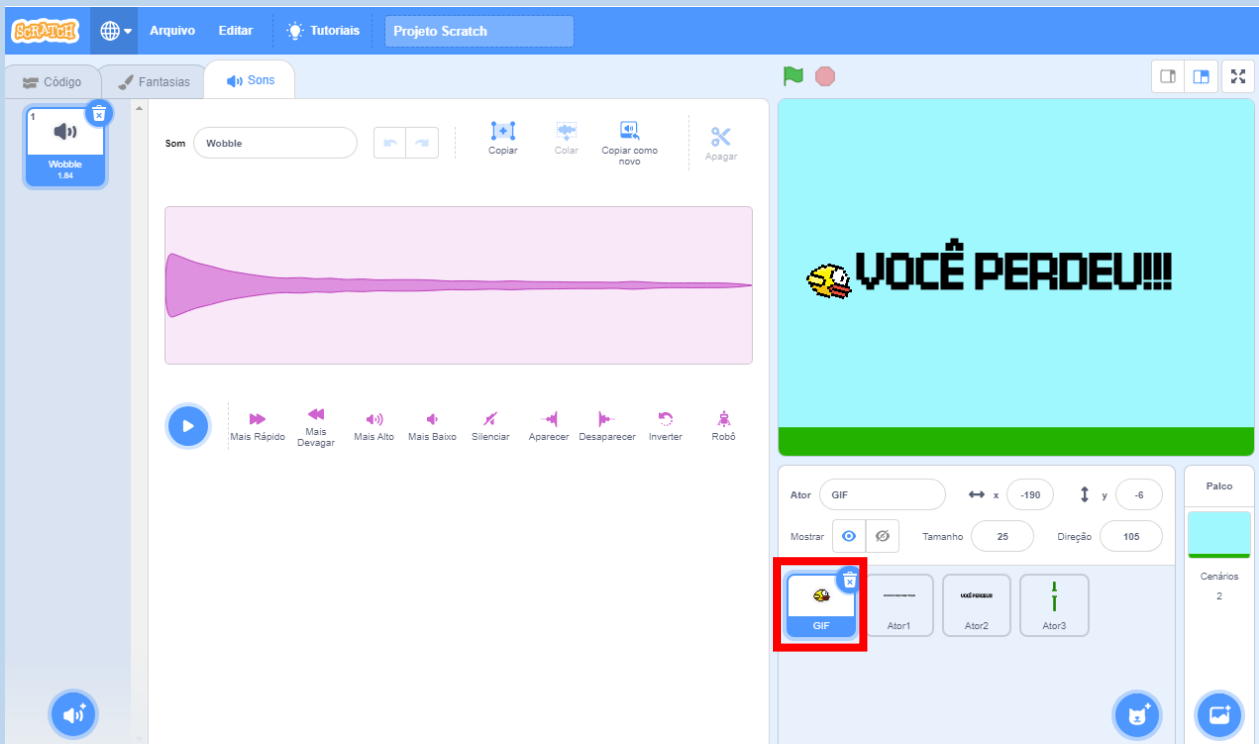 SCRATCH Arquivo Editar Tutoriais Projeto Scratch
Código Fantasias Sons
1
Wobble
1.84
Som Wobble
Copiar
Colar
Copiar como novo
Apagar
Mais Rápido
Mais Devagar
Mais Alto
Mais Baixo
Silenciar
Aparecer
Desaparecer
Inverter
Robô
VOCÊ PERDEU!!!
Ator GIF x -190 y -6
Mostrar Tamanho 25 Direção 105
GIF
Ator1
VOCÊ PERDEU!!!
Ator2
Ator3
Palco
Cenários
2